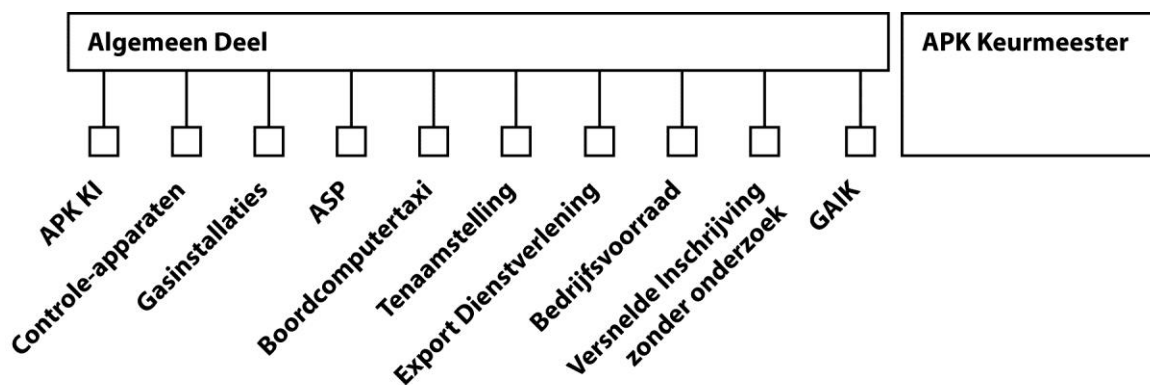 Algemeen Deel
APK Keurmeester
APK KI
Controle-apparaten
Gasinstallaties
ASP
Boordcomputertaxi
Tenaamstelling
Export Dienstverlening
Bedrijfsvoorraad
Versnelde Inschrijving
zonder onderzoek
GAIK